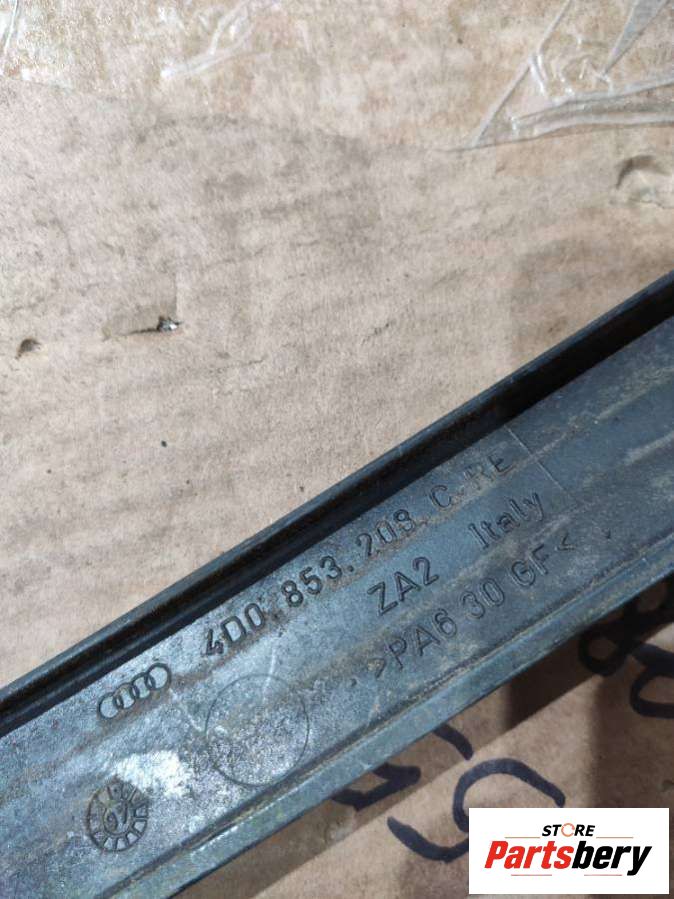 4D0.853.208.C.RE
ZA2 Italy
>PA6 30 GF<
STORE
Partsbery